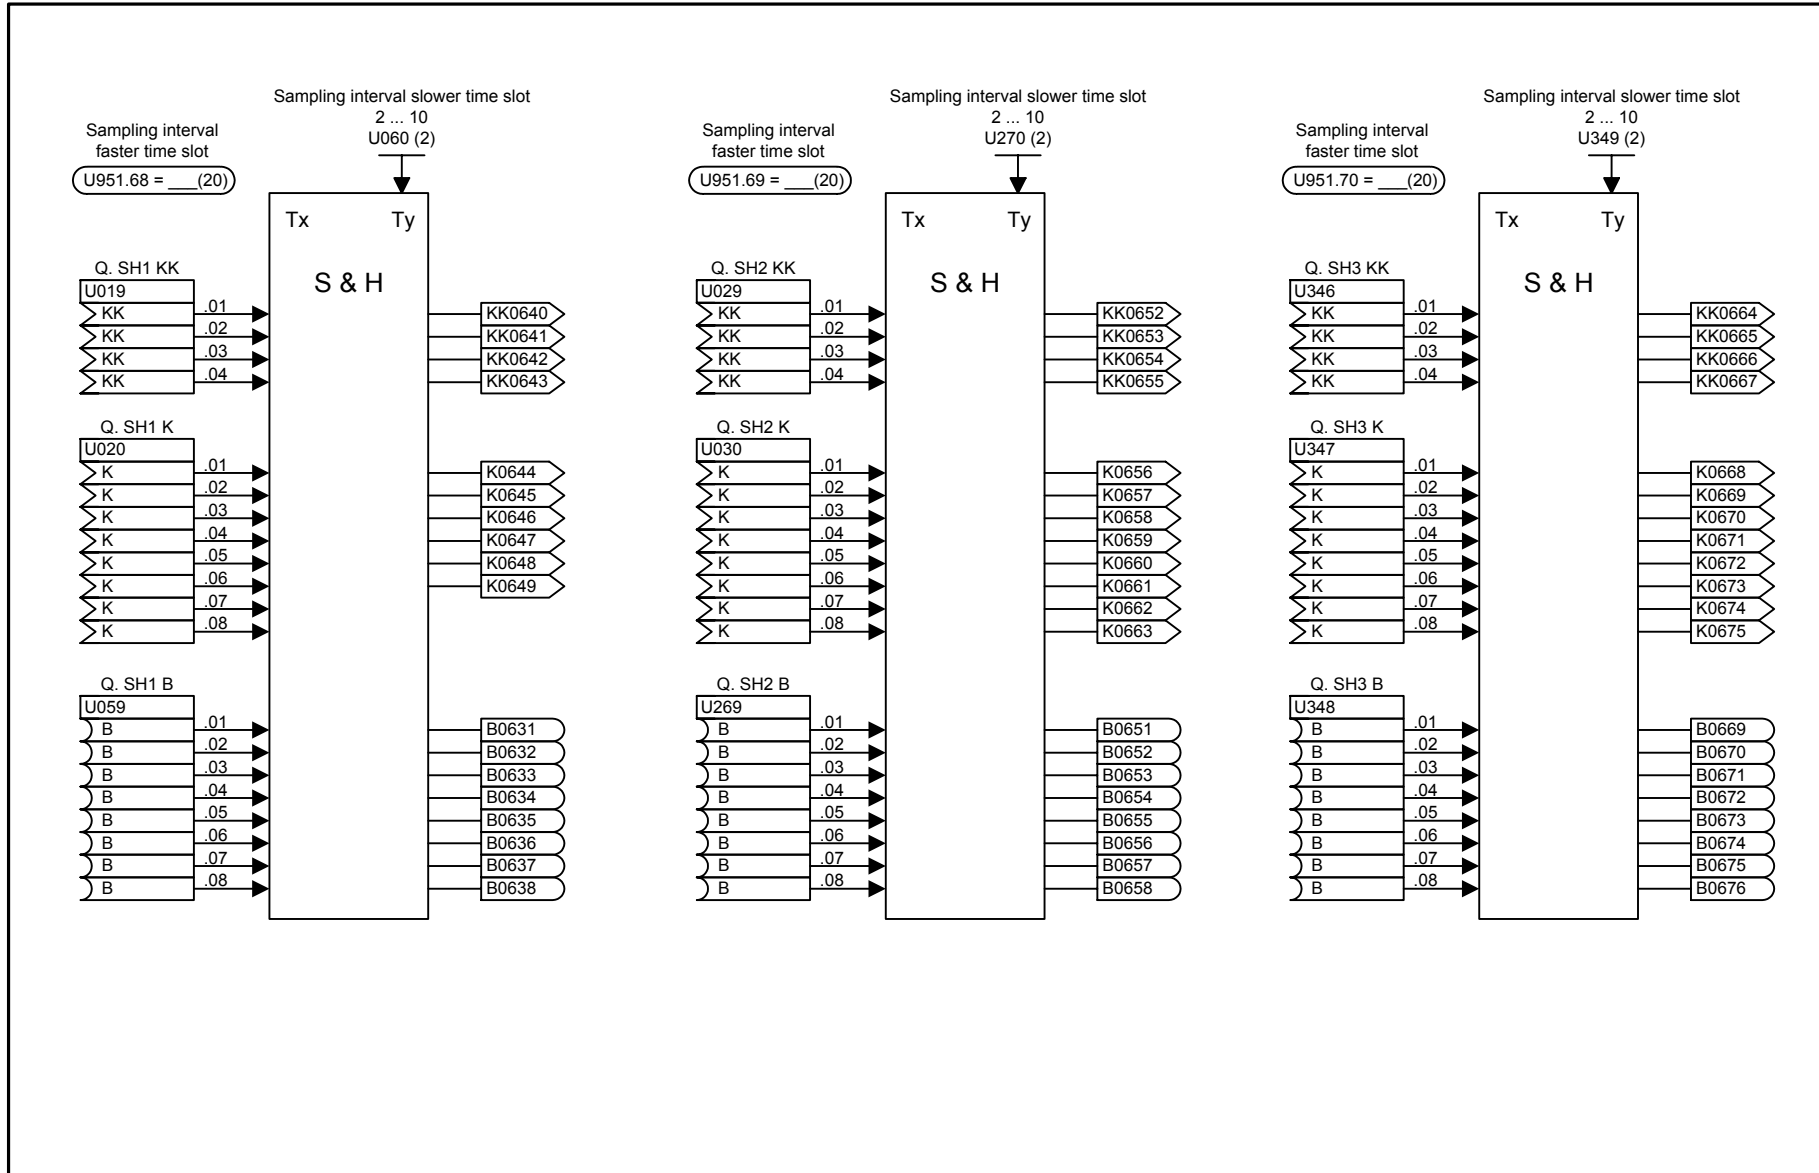 Sampling interval slower time slot
2 ... 10
U060 (2)
Sampling interval
faster time slot
U951.68 = ___(20)
Tx Ty
S & H
Q. SH1 KK
U019
KK .01 KK0640
KK .02 KK0641
KK .03 KK0642
KK .04 KK0643
Q. SH1 K
U020
K .01 K0644
K .02 K0645
K .03 K0646
K .04 K0647
K .05 K0648
K .06 K0649
K .07
K .08
Q. SH1 B
U059
B .01 B0631
B .02 B0632
B .03 B0633
B .04 B0634
B .05 B0635
B .06 B0636
B .07 B0637
B .08 B0638
Sampling interval slower time slot
2 ... 10
U270 (2)
Sampling interval
faster time slot
U951.69 = ___(20)
Tx Ty
S & H
Q. SH2 KK
U029
KK .01 KK0652
KK .02 KK0653
KK .03 KK0654
KK .04 KK0655
Q. SH2 K
U030
K .01 K0656
K .02 K0657
K .03 K0658
K .04 K0659
K .05 K0660
K .06 K0661
K .07 K0662
K .08 K0663
Q. SH2 B
U269
B .01 B0651
B .02 B0652
B .03 B0653
B .04 B0654
B .05 B0655
B .06 B0656
B .07 B0657
B .08 B0658
Sampling interval slower time slot
2 ... 10
U349 (2)
Sampling interval
faster time slot
U951.70 = ___(20)
Tx Ty
S & H
Q. SH3 KK
U346
KK .01 KK0664
KK .02 KK0665
KK .03 KK0666
KK .04 KK0667
Q. SH3 K
U347
K .01 K0668
K .02 K0669
K .03 K0670
K .04 K0671
K .05 K0672
K .06 K0673
K .07 K0674
K .08 K0675
Q. SH3 B
U348
B .01 B0669
B .02 B0670
B .03 B0671
B .04 B0672
B .05 B0673
B .06 B0674
B .07 B0675
B .08 B0676